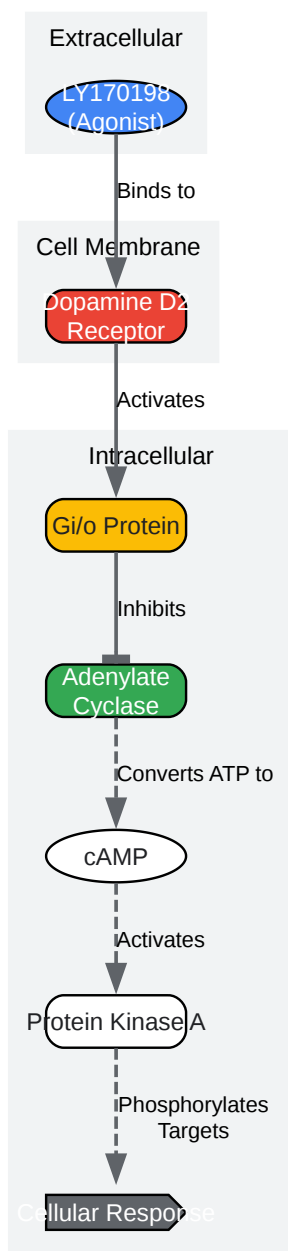 Extracellular
LY170198
(Agonist)
Binds to
Cell Membrane
Dopamine D2
Receptor
Activates
Intracellular
Gi/o Protein
Inhibits
Adenylate
Cyclase
Converts ATP to
cAMP
Activates
Protein Kinase A
Phosphorylates
Targets
Cellular Response